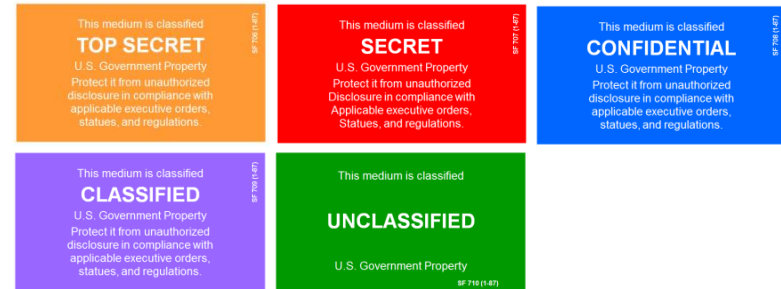 This medium is classified
TOP SECRET
U.S. Government Property
Protect it from unauthorized
disclosure in compliance with
applicable executive orders,
statues, and regulations.
SF 706 (1-87)
This medium is classified
SECRET
U.S. Government Property
Protect it from unauthorized
Disclosure in compliance with
Applicable executive orders,
Statues, and regulations.
SF 707 (1-87)
This medium is classified
CONFIDENTIAL
U.S. Government Property
Protect it from unauthorized
disclosure in compliance with
applicable executive orders,
statues, and regulations.
SF 708 (1-87)
This medium is classified
CLASSIFIED
U.S. Government Property
Protect it from unauthorized
disclosure in compliance with
applicable executive orders,
statues, and regulations.
SF 709 (1-87)
This medium is classified
UNCLASSIFIED
U.S. Government Property
SF 710 (1-87)